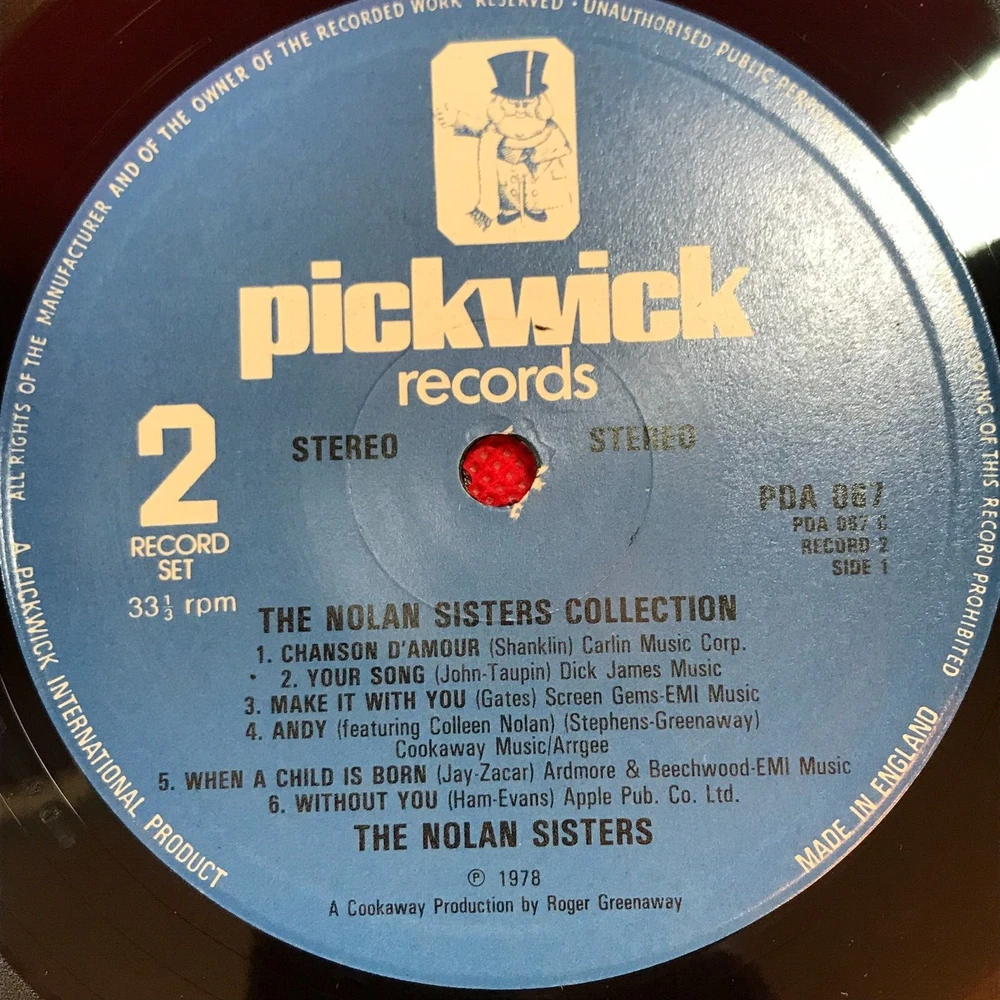 ALL RIGHTS OF THE MANUFACTURER AND OF THE OWNER OF THE RECORDED WORK RESERVED · UNAUTHORISED PUBLIC
COPYING OF THIS RECORD PROHIBITED
pickwick
records
STEREO STEREO
2
RECORD
SET
33⅓ rpm
PDA 067
PDA 067 C
RECORD 2
SIDE 1
THE NOLAN SISTERS COLLECTION
1. CHANSON D'AMOUR (Shanklin) Carlin Music Corp.
· 2. YOUR SONG (John-Taupin) Dick James Music
3. MAKE IT WITH YOU (Gates) Screen Gems-EMI Music
4. ANDY (featuring Colleen Nolan) (Stephens-Greenaway)
Cookaway Music/Arrgee
5. WHEN A CHILD IS BORN (Jay-Zacar) Ardmore & Beechwood-EMI Music
6. WITHOUT YOU (Ham-Evans) Apple Pub. Co. Ltd.
THE NOLAN SISTERS
℗ 1978
A Cookaway Production by Roger Greenaway
A PICKWICK INTERNATIONAL PRODUCT
MADE IN ENGLAND